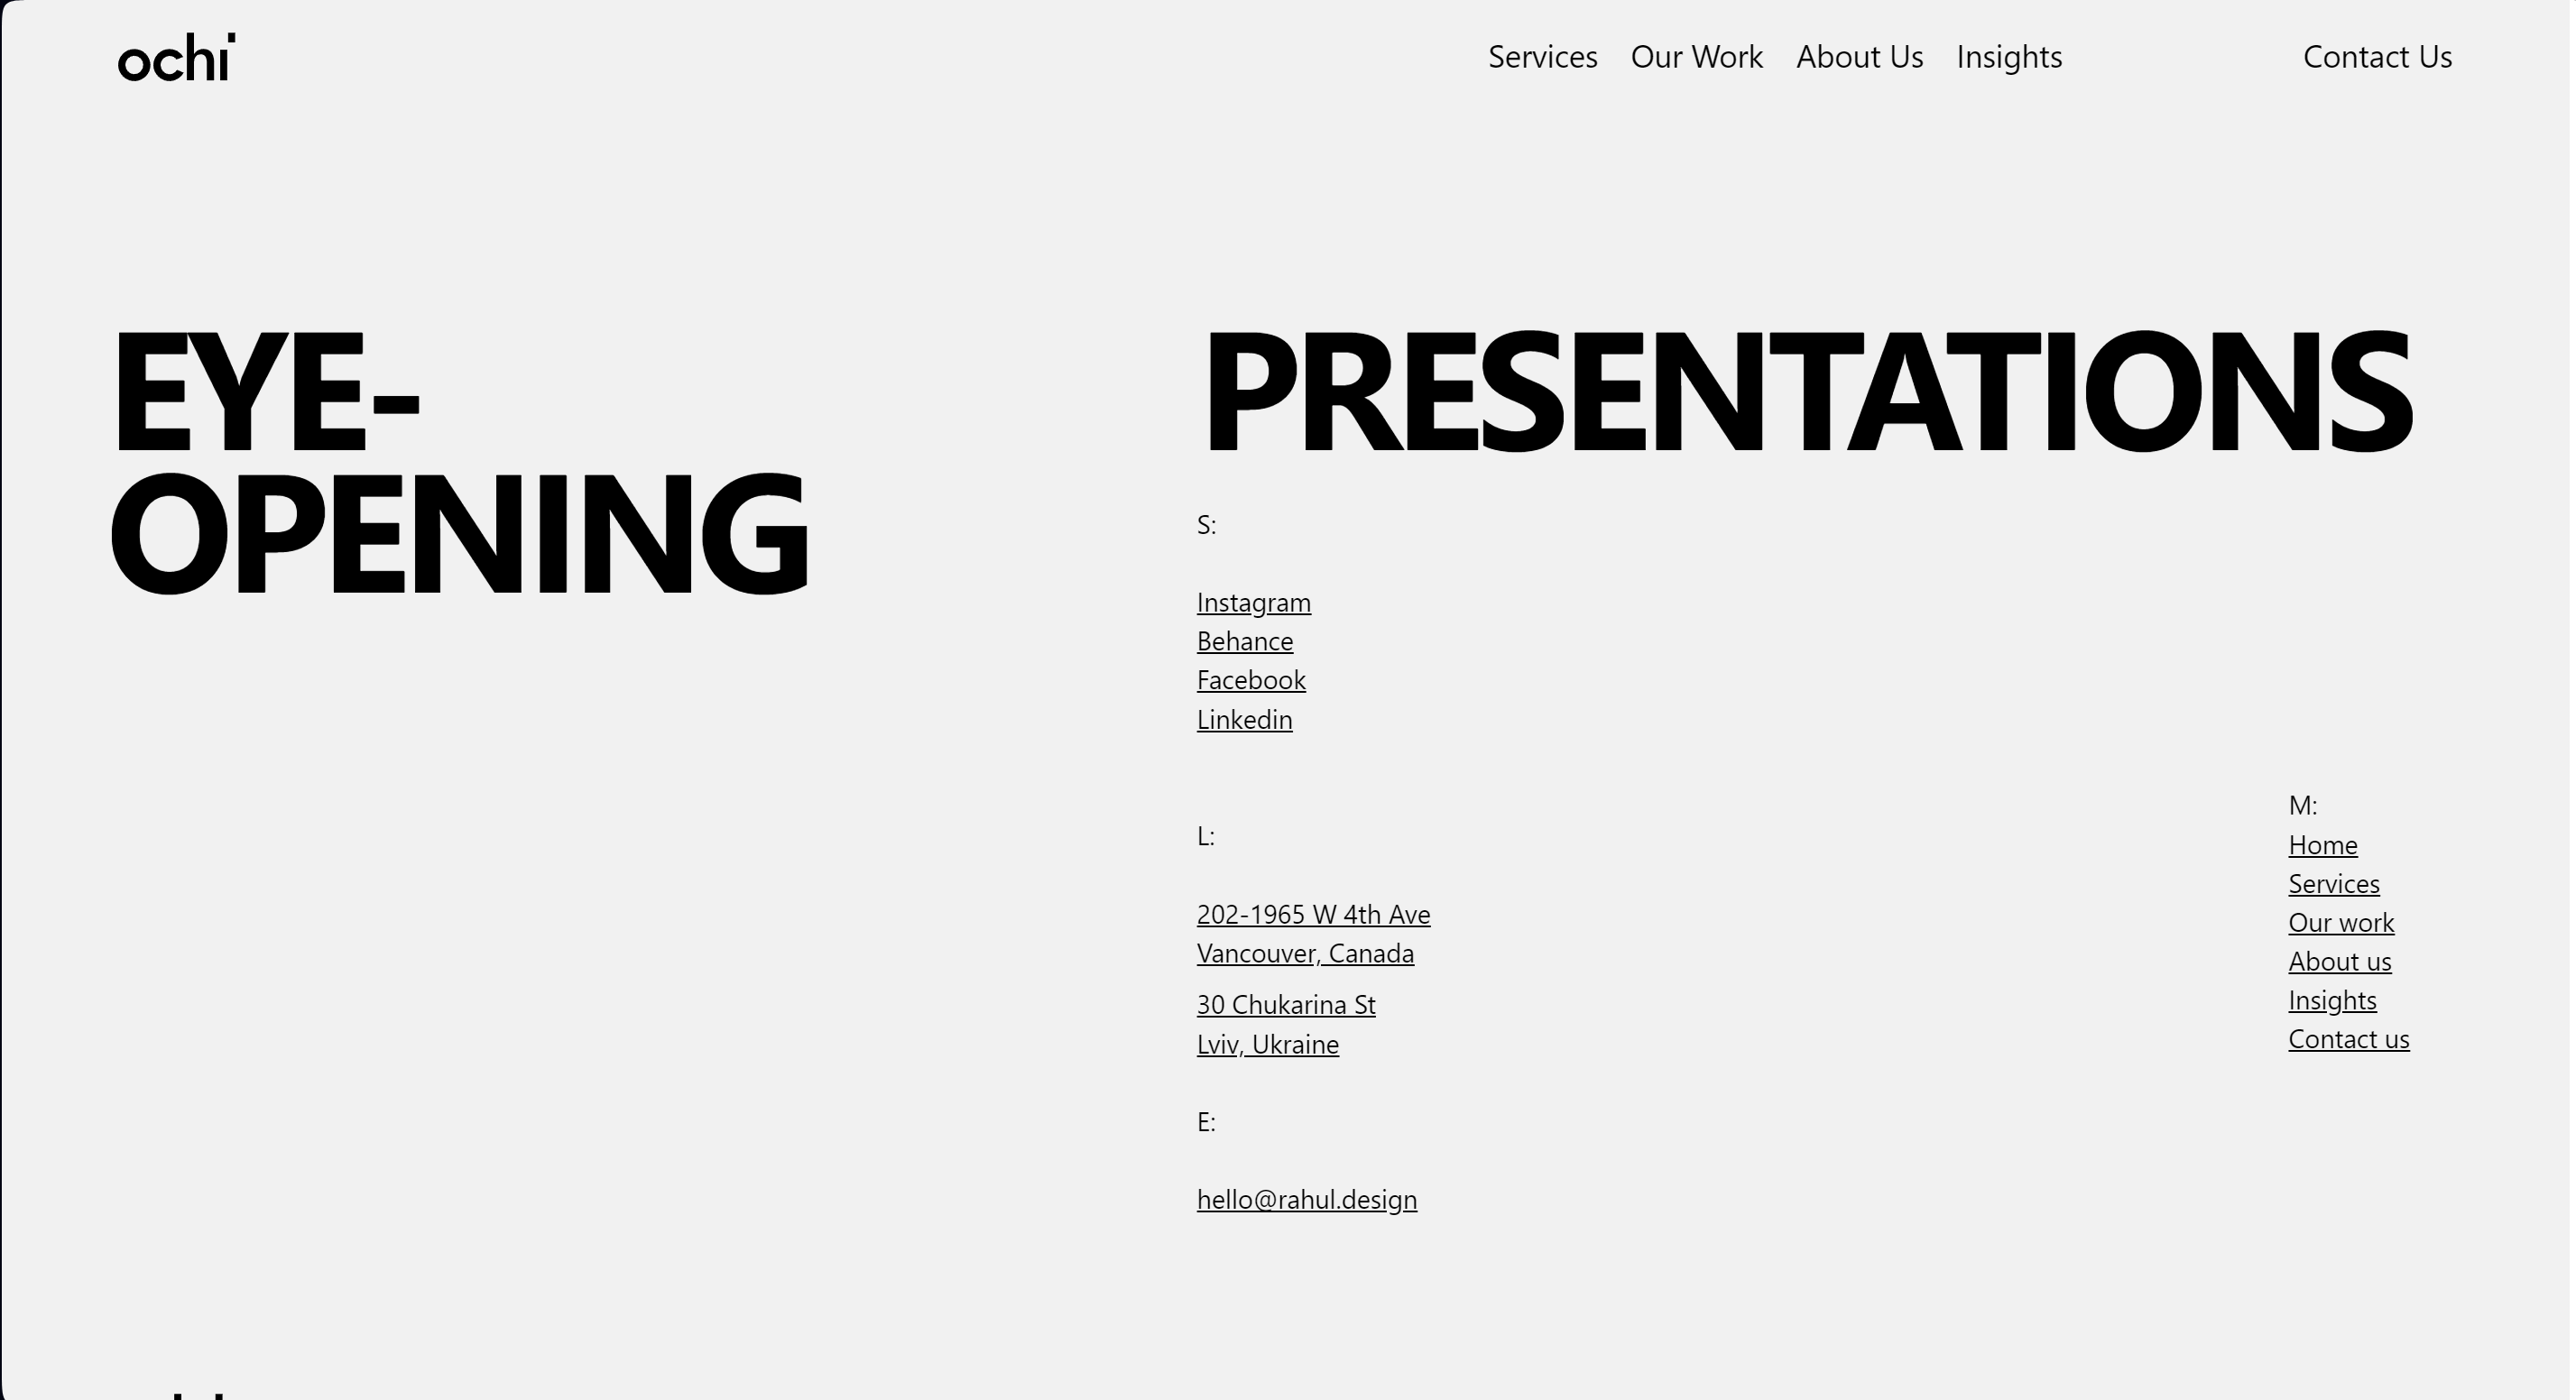 ochi
Services Our Work About Us Insights Contact Us
EYE-
OPENING
PRESENTATIONS
S:
Instagram
Behance
Facebook
Linkedin
L:
202-1965 W 4th Ave
Vancouver, Canada
30 Chukarina St
Lviv, Ukraine
E:
hello@rahul.design
M:
Home
Services
Our work
About us
Insights
Contact us